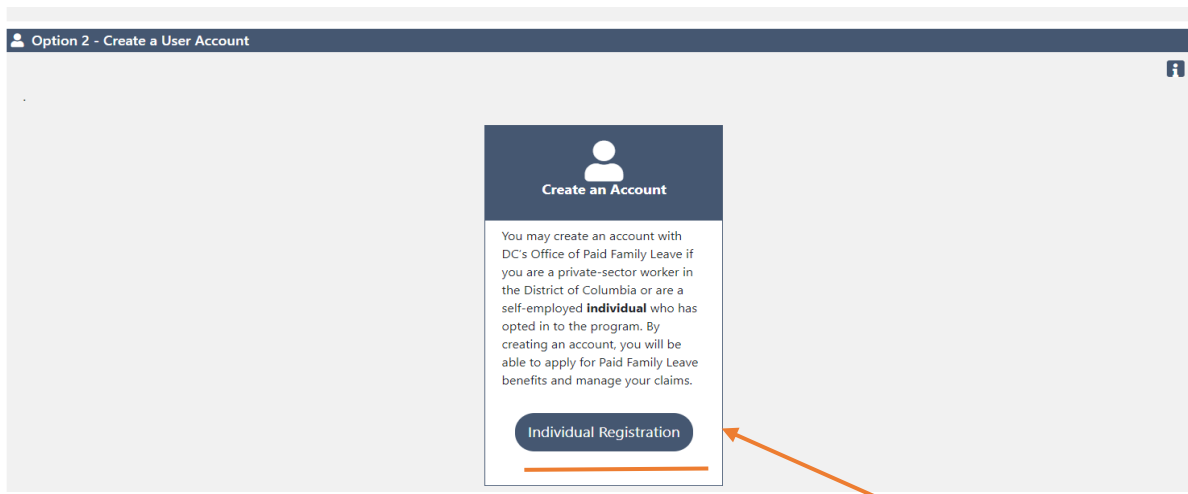 Option 2 - Create a User Account
Create an Account
You may create an account with
DC's Office of Paid Family Leave if
you are a private-sector worker in
the District of Columbia or are a
self-employed individual who has
opted in to the program. By
creating an account, you will be
able to apply for Paid Family Leave
benefits and manage your claims.
Individual Registration